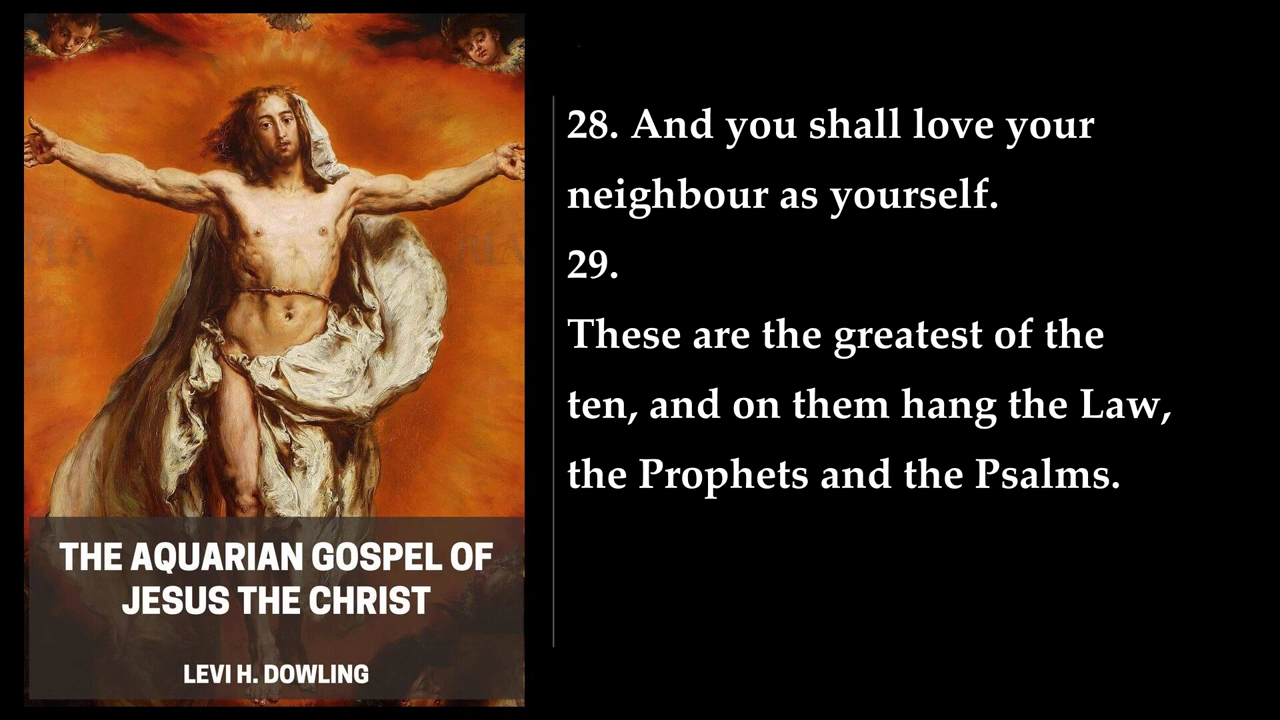 THE AQUARIAN GOSPEL OF
JESUS THE CHRIST
LEVI H. DOWLING
28. And you shall love your
neighbour as yourself.
29.
These are the greatest of the
ten, and on them hang the Law,
the Prophets and the Psalms.